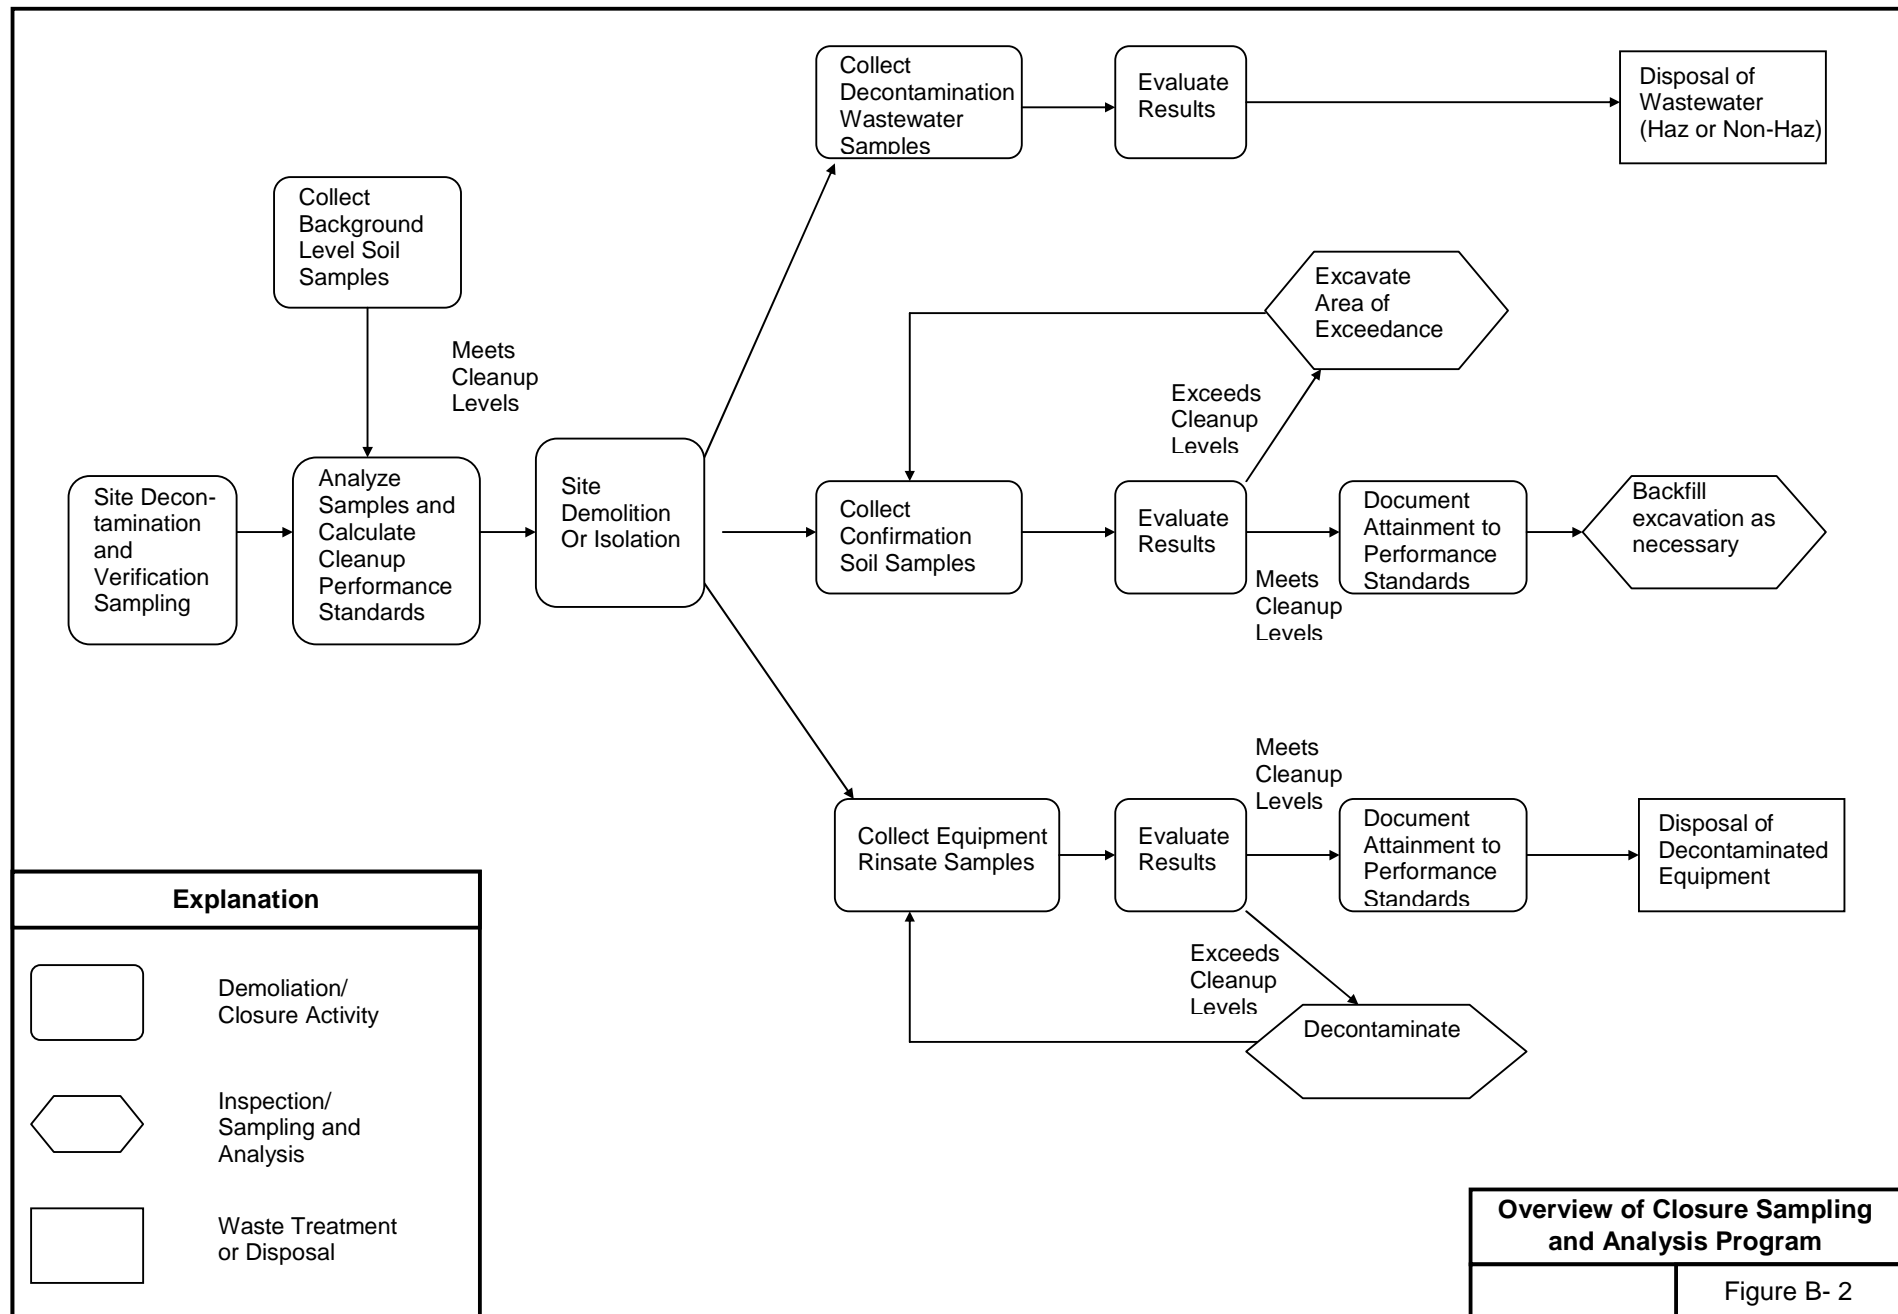 Collect
Decontamination
Wastewater
Samples
Evaluate
Results
Disposal of
Wastewater
(Haz or Non-Haz)
Collect
Background
Level Soil
Samples
Meets
Cleanup
Levels
Excavate
Area of
Exceedance
Exceeds
Cleanup
Levels
Site Decon-
tamination
and
Verification
Sampling
Analyze
Samples and
Calculate
Cleanup
Performance
Standards
Site
Demolition
Or Isolation
Collect
Confirmation
Soil Samples
Evaluate
Results
Meets
Cleanup
Levels
Document
Attainment to
Performance
Standards
Backfill
excavation as
necessary
Collect Equipment
Rinsate Samples
Evaluate
Results
Meets
Cleanup
Levels
Document
Attainment to
Performance
Standards
Disposal of
Decontaminated
Equipment
Exceeds
Cleanup
Levels
Decontaminate
Explanation
Demoliation/
Closure Activity
Inspection/
Sampling and
Analysis
Waste Treatment
or Disposal
Overview of Closure Sampling
and Analysis Program
Figure B- 2